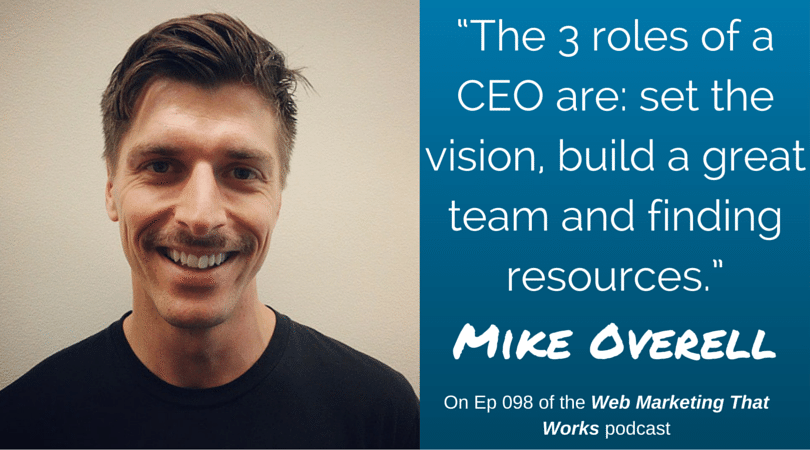 “The 3 roles of a
CEO are: set the
vision, build a great
team and finding
resources.”
Mike Overell
On Ep 098 of the Web Marketing That
Works podcast